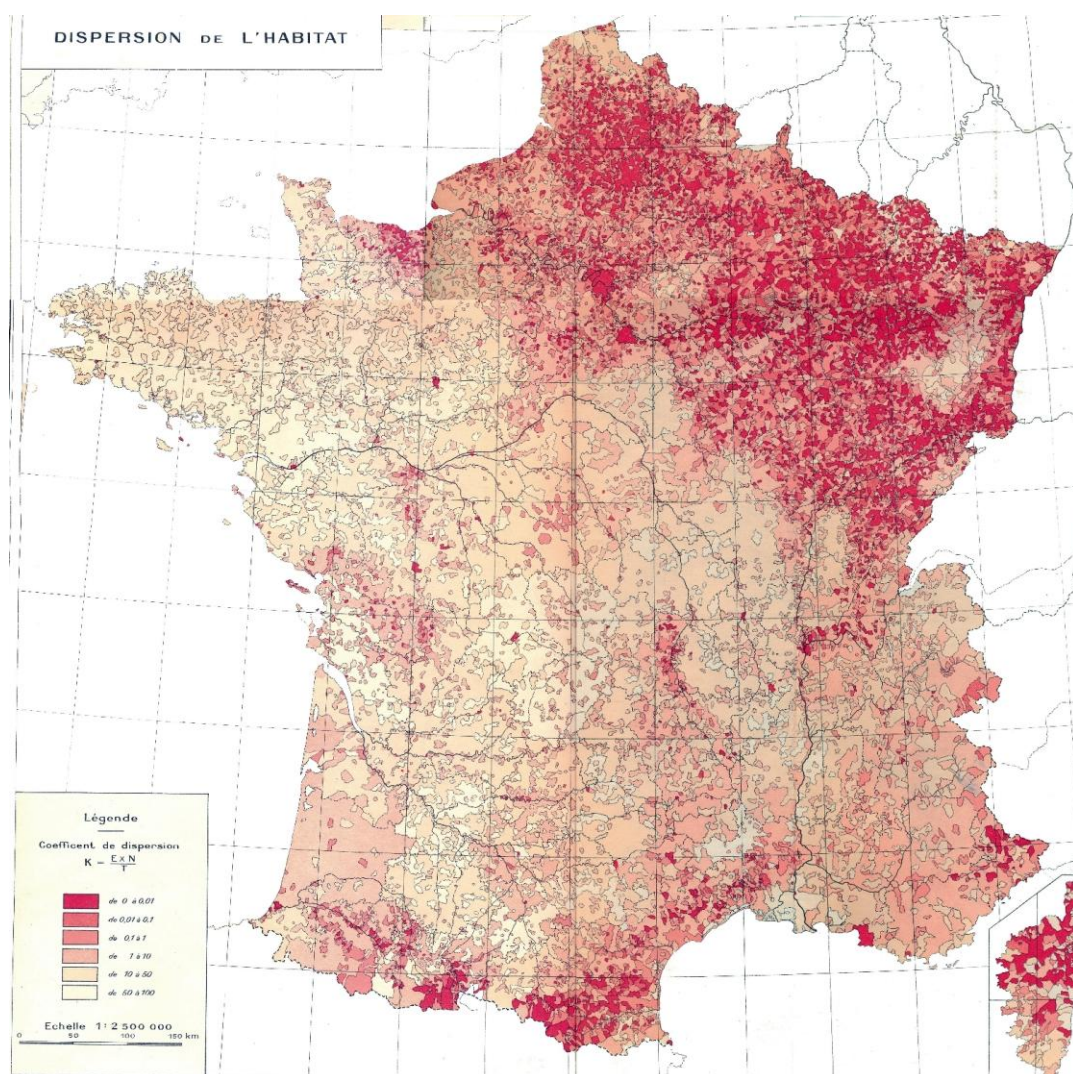 DISPERSION DE L'HABITAT
Légende
Coefficent de dispersion
K = E x N
T
de 0 à 0,01
de 0,01 à 0,1
de 0,1 à 1
de 1 à 10
de 10 à 50
de 50 à 100
Echelle 1:2 500 000
0 50 100 150 km